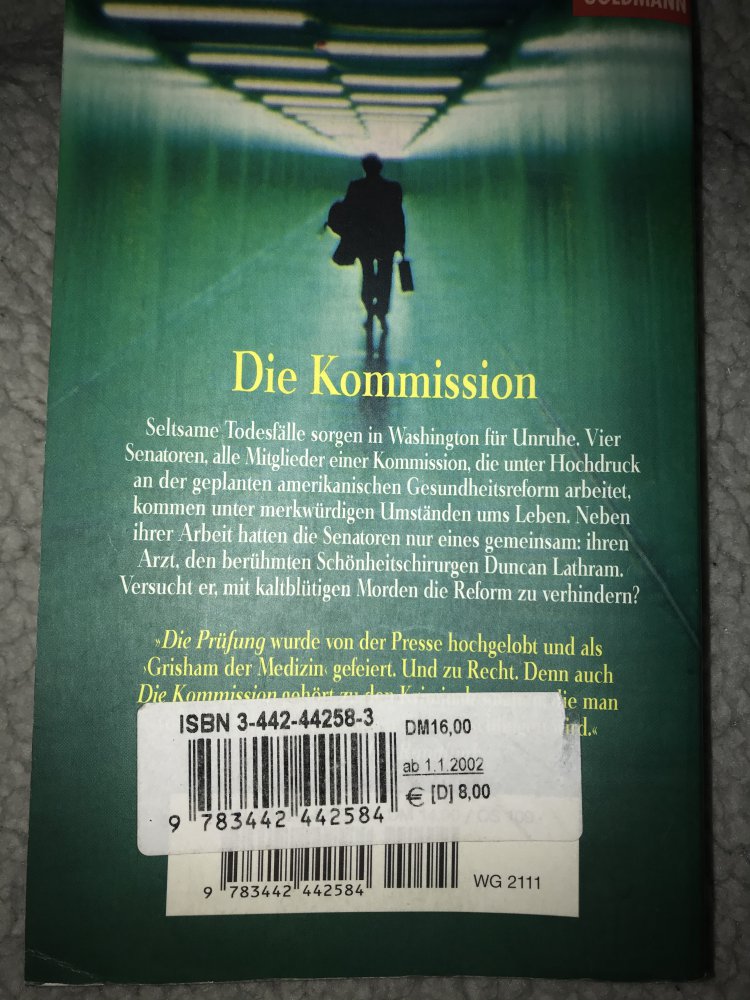 GOLDMANN
Die Kommission
Seltsame Todesfälle sorgen in Washington für Unruhe. Vier
Senatoren, alle Mitglieder einer Kommission, die unter Hochdruck
an der geplanten amerikanischen Gesundheitsreform arbeitet,
kommen unter merkwürdigen Umständen ums Leben. Neben
ihrer Arbeit hatten die Senatoren nur eines gemeinsam: ihren
Arzt, den berühmten Schönheitschirurgen Duncan Lathram.
Versucht er, mit kaltblütigen Morden die Reform zu verhindern?
»Die Prüfung wurde von der Presse hochgelobt und als
›Grisham der Medizin‹ gefeiert. Und zu Recht. Denn auch
Die Kommission gehört zu den die man
ISBN 3-442-44258-3
DM16,00
ab 1.1.2002
€ [D] 8,00
9 783442 442584
9 783442 442584
WG 2111